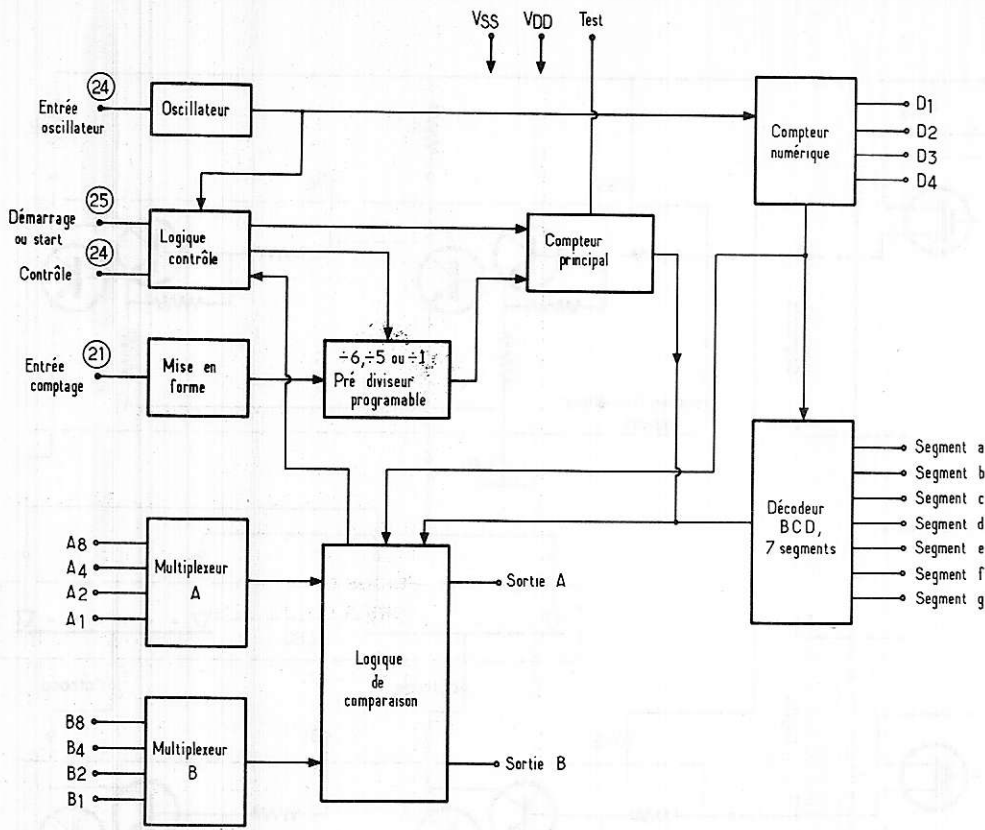 VSS
VDD
Test
24
Entrée
oscillateur
Oscillateur
Compteur
numérique
D1
D2
D3
D4
25
Démarrage
ou start
24
Contrôle
Logique
contrôle
Compteur
principal
21
Entrée
comptage
Mise en
forme
÷6,÷5 ou ÷1
Pré diviseur
programable
Décodeur
BCD,
7 segments
Segment a
Segment b
Segment c
Segment d
Segment e
Segment f
Segment g
A8
A4
A2
A1
Multiplexeur
A
Logique
de
comparaison
Sortie A
Sortie B
B8
B4
B2
B1
Multiplexeur
B